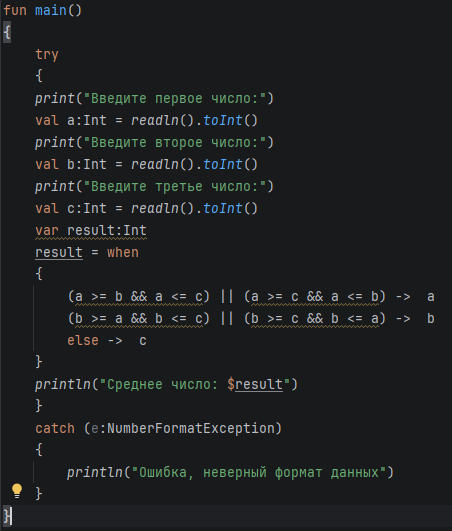 fun main()
{
    try
    {
    print("Введите первое число:")
    val a:Int = readln().toInt()
    print("Введите второе число:")
    val b:Int = readln().toInt()
    print("Введите третье число:")
    val c:Int = readln().toInt()
    var result:Int
    result = when
    {
        (a >= b && a <= c) || (a >= c && a <= b) ->  a
        (b >= a && b <= c) || (b >= c && b <= a) ->  b
        else ->  c
    }
    println("Среднее число: $result")
    }
    catch (e:NumberFormatException)
    {
        println("Ошибка, неверный формат данных")
    }
}